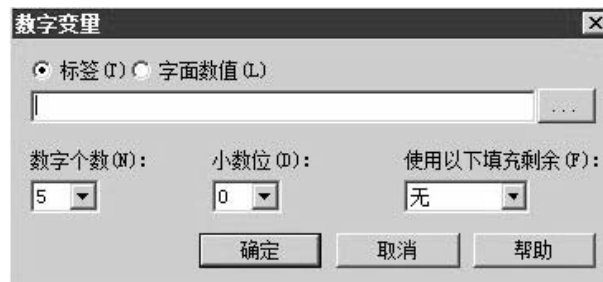 数字变量
标签(T) 字面数值(L)
...
数字个数(N): 小数位(D): 使用以下填充剩余(F):
5 0 无
确定 取消 帮助